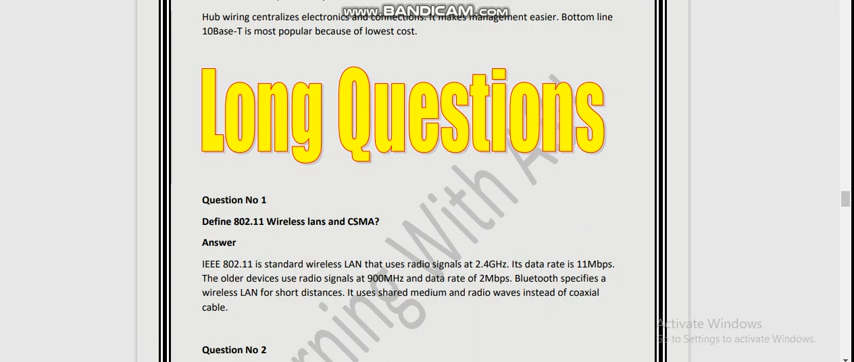 www.BANDICAM.com
Hub wiring centralizes electronics and connections. It makes management easier. Bottom line
10Base-T is most popular because of lowest cost.
Long Questions
Question No 1
Define 802.11 Wireless lans and CSMA?
Answer
IEEE 802.11 is standard wireless LAN that uses radio signals at 2.4GHz. Its data rate is 11Mbps.
The older devices use radio signals at 900MHz and data rate of 2Mbps. Bluetooth specifies a
wireless LAN for short distances. It uses shared medium and radio waves instead of coaxial
cable.
Question No 2
With
Activate Windows
Go to Settings to activate Windows.